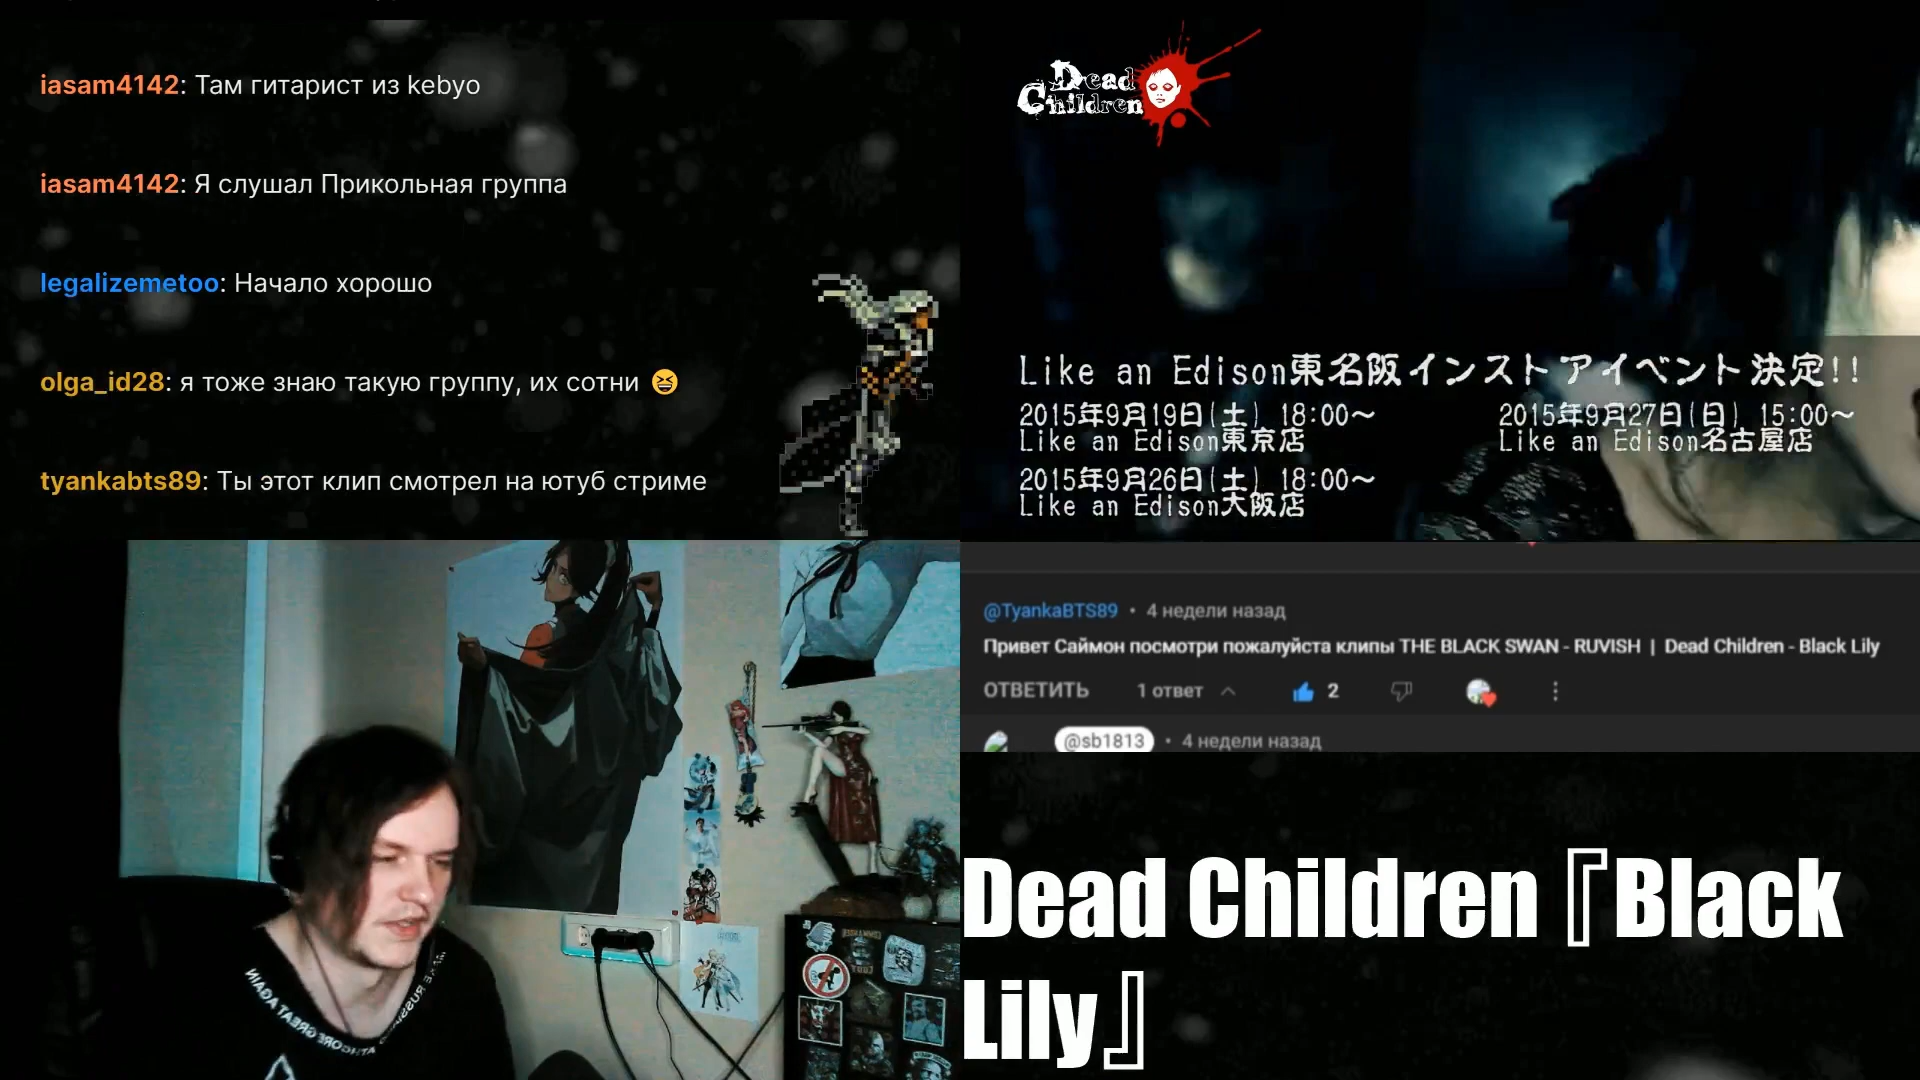 iasam4142: Там гитарист из kebyo
iasam4142: Я слушал Прикольная группа
legalizemetoo: Начало хорошо
olga_id28: я тоже знаю такую группу, их сотни 😆
tyankabts89: Ты этот клип смотрел на ютуб стриме
Dead
Children
Like an Edison東名阪インストアイベント決定!!
2015年9月19日(土) 18:00〜
Like an Edison東京店
2015年9月27日(日) 15:00〜
Like an Edison名古屋店
2015年9月26日(土) 18:00〜
Like an Edison大阪店
@TyankaBTS89 • 4 недели назад
Привет Саймон посмотри пожалуйста клипы THE BLACK SWAN - RUVISH | Dead Children - Black Lily
ОТВЕТИТЬ 1 ответ 2
@sb1813 • 4 недели назад
Dead Children『Black
Lily』